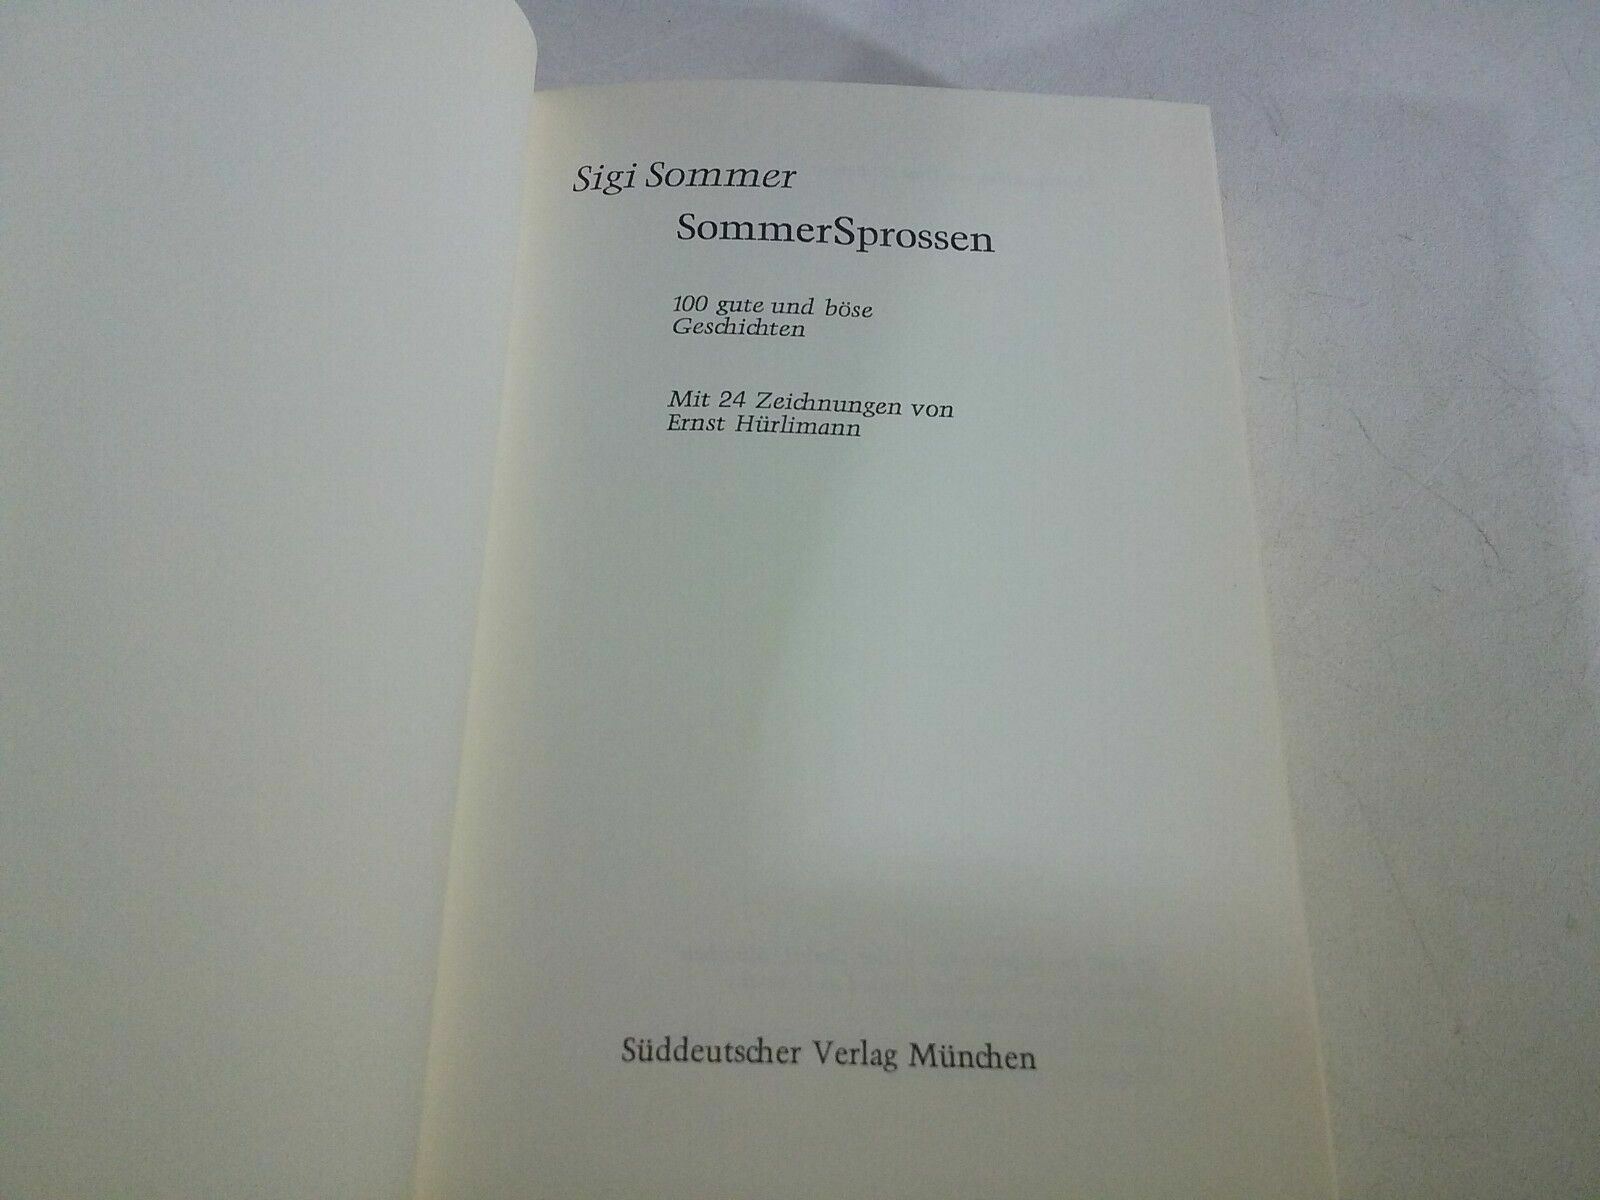 Sigi Sommer
SommerSprossen
100 gute und böse
Geschichten
Mit 24 Zeichnungen von
Ernst Hürlimann
Süddeutscher Verlag München